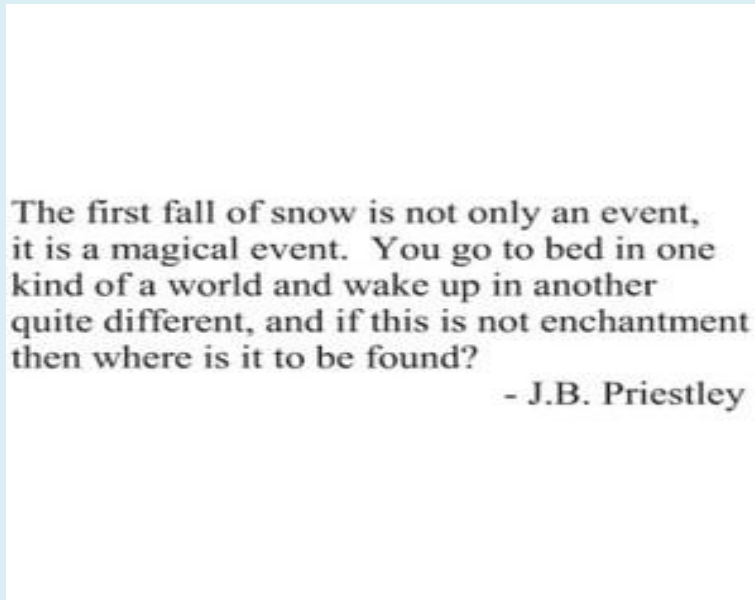 The first fall of snow is not only an event,
it is a magical event.  You go to bed in one
kind of a world and wake up in another
quite different, and if this is not enchantment
then where is it to be found?
- J.B. Priestley